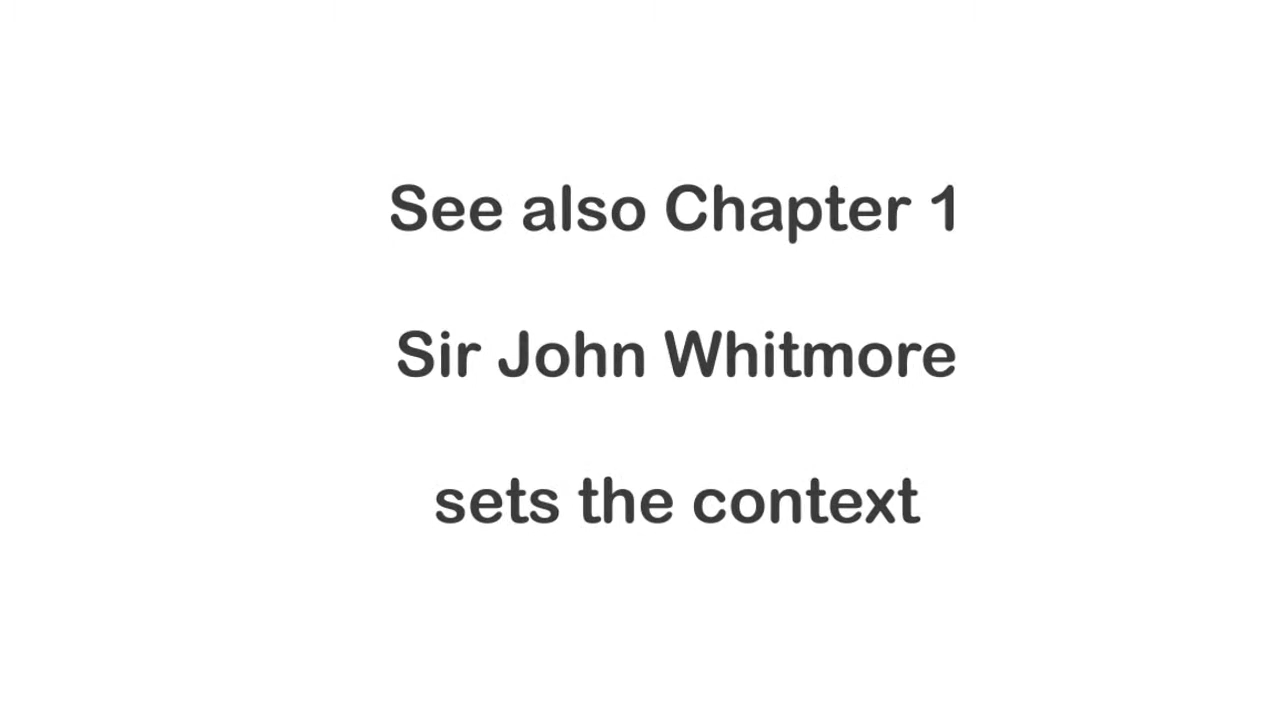 See also Chapter 1
Sir John Whitmore
sets the context